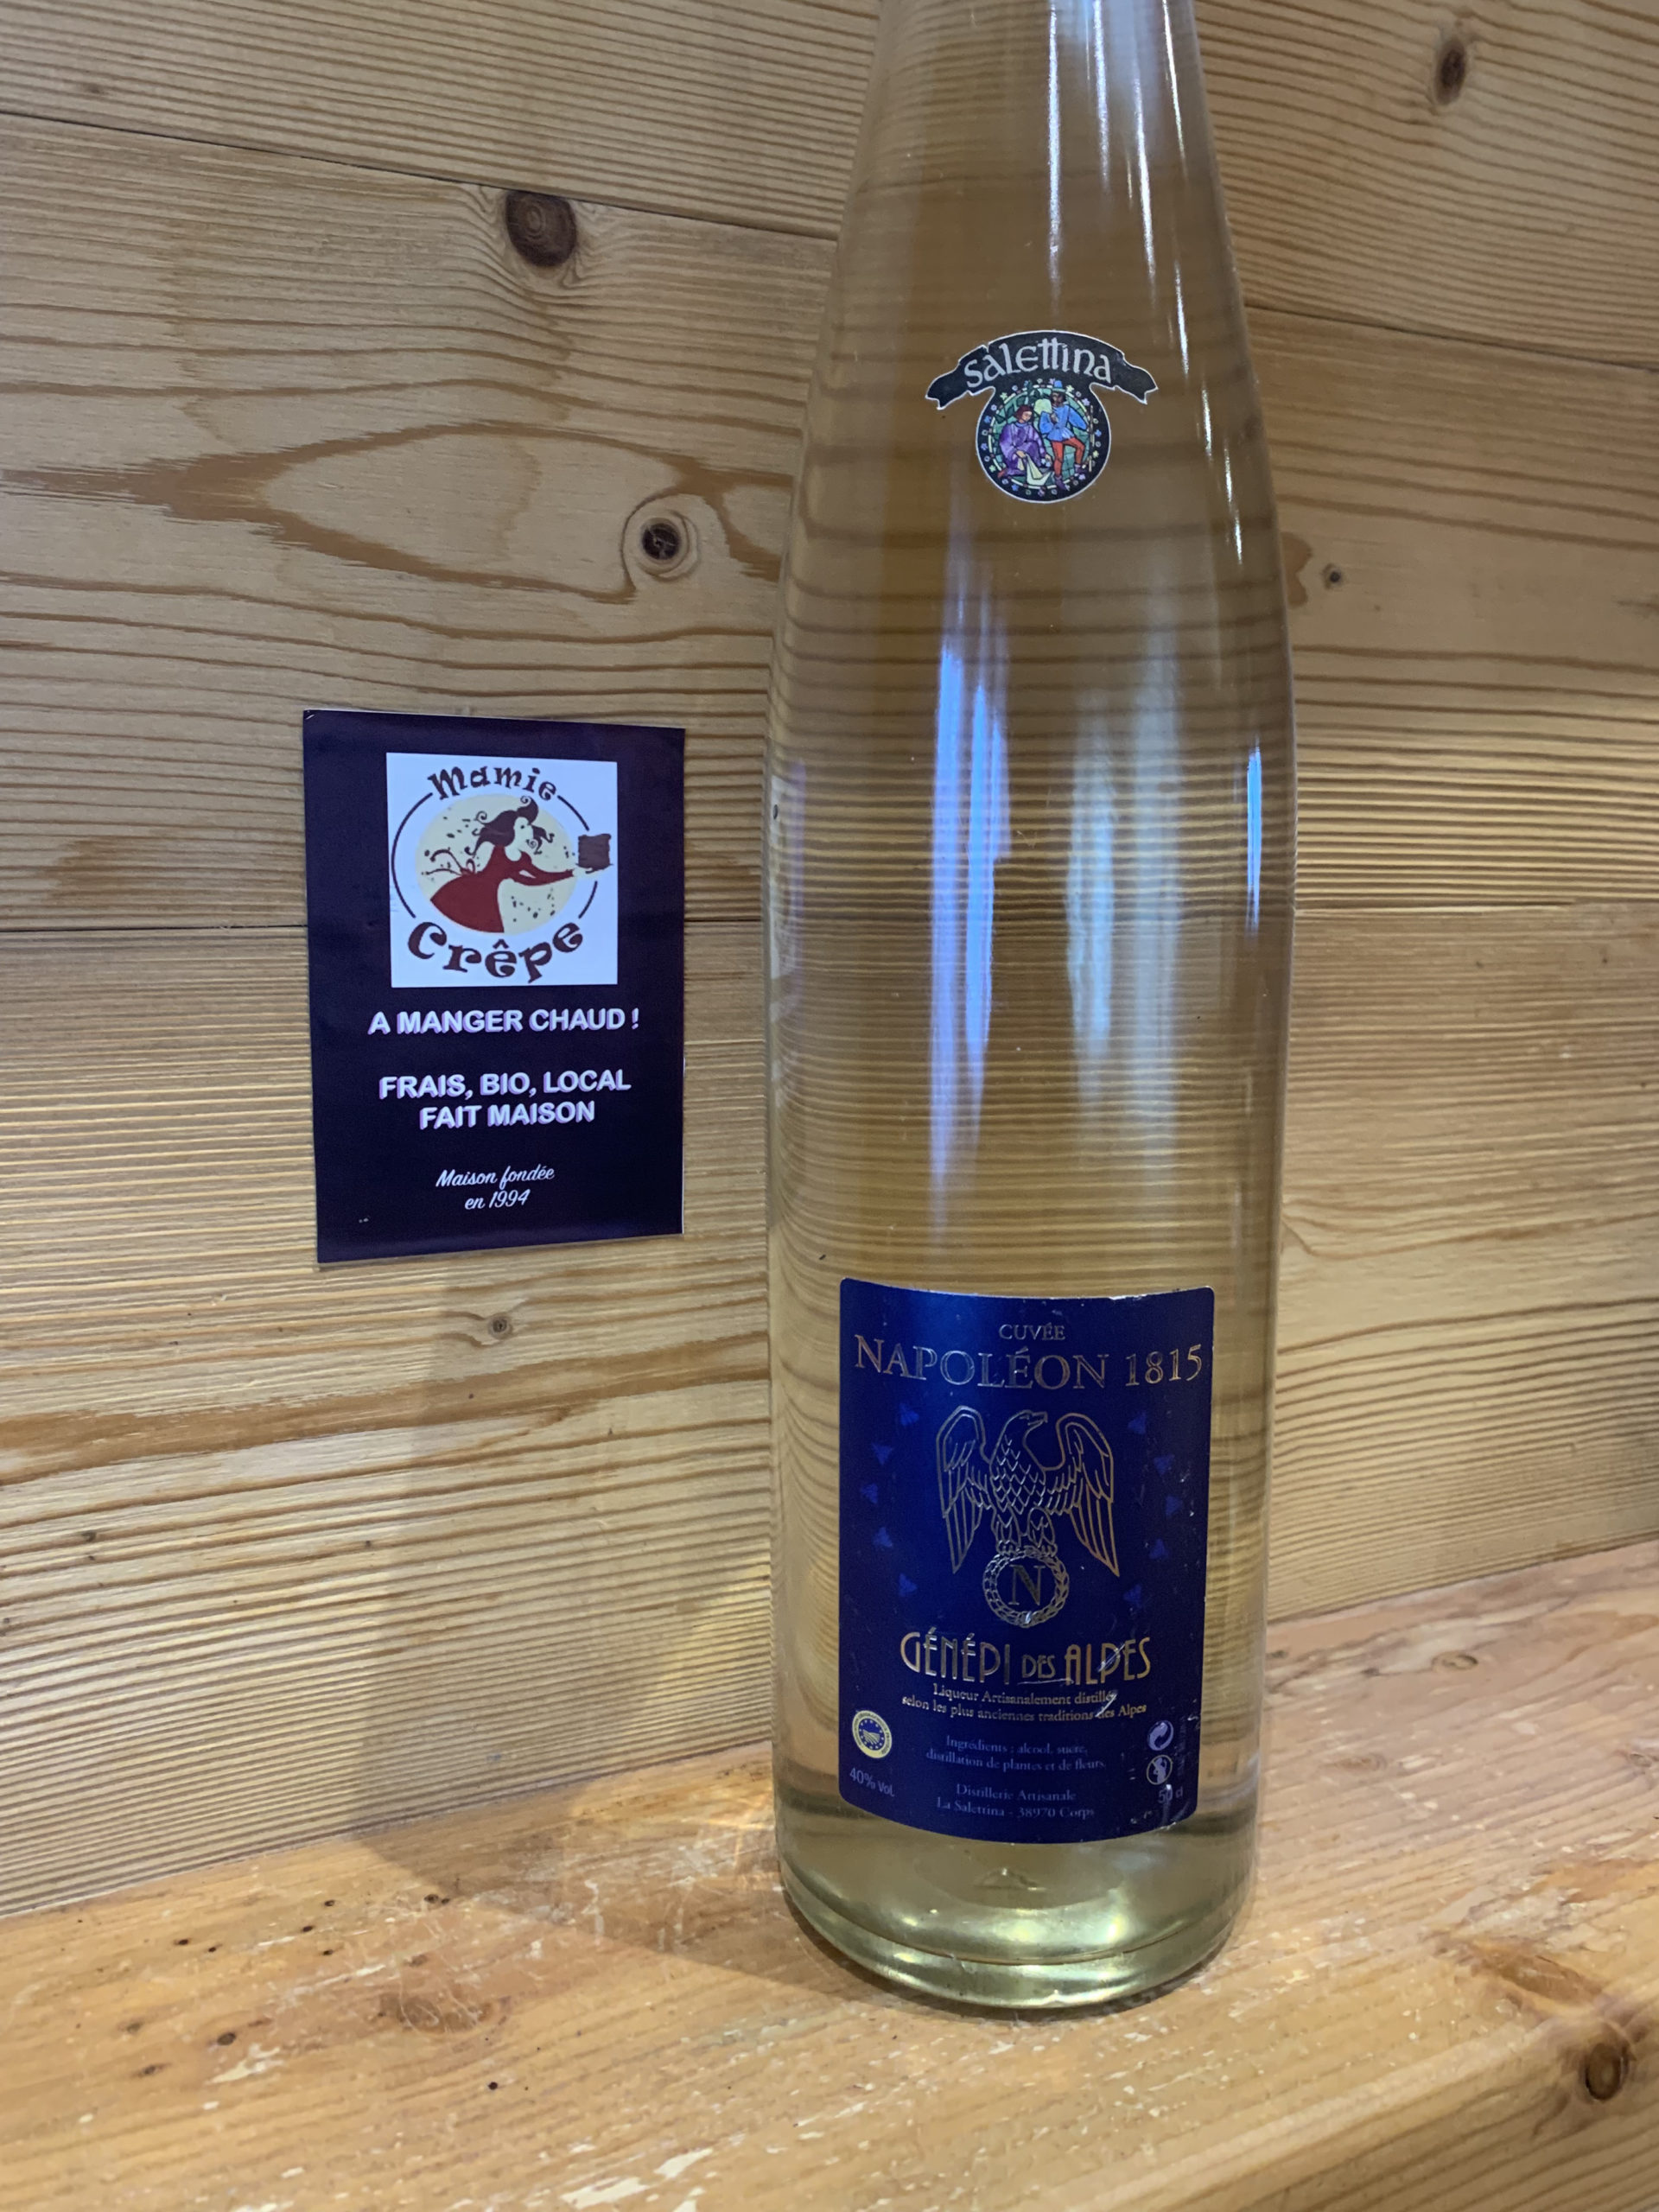 Mamie
Crêpe
A MANGER CHAUD !
FRAIS, BIO, LOCAL
FAIT MAISON
Maison fondée
en 1994
Salettina
CUVÉE
NAPOLÉON 1815
N
GÉNÉPI DES ALPES
Liqueur Artisanalement distillée
selon les plus anciennes traditions des Alpes
Ingrédients : alcool, sucre,
distillation de plantes et de fleurs.
40% Vol.
50 cl
Distillerie Artisanale
La Salettina - 38970 Corps